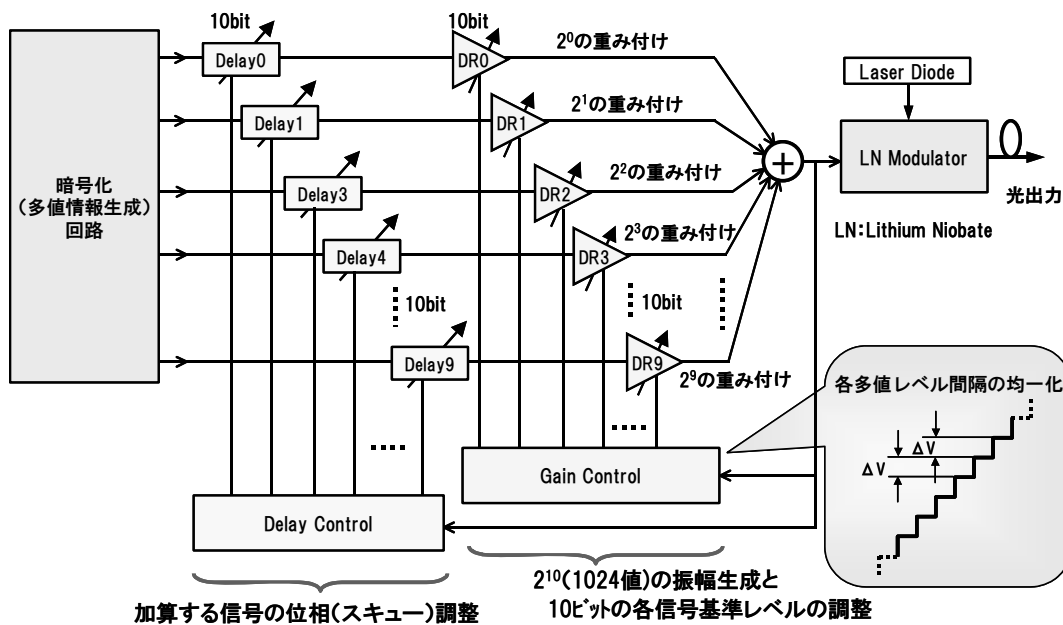 10bit
10bit
2⁰の重み付け
Delay0
DR0
Laser Diode
2¹の重み付け
Delay1
DR1
LN Modulator
暗号化
(多値情報生成)
回路
2²の重み付け
Delay3
DR2
光出力
2³の重み付け
LN:Lithium Niobate
Delay4
DR3
10bit
10bit
Delay9
DR9
2⁹の重み付け
各多値レベル間隔の均一化
ΔV
ΔV
Gain Control
Delay Control
2¹⁰(1024値)の振幅生成と
10ビットの各信号基準レベルの調整
加算する信号の位相(スキュー)調整